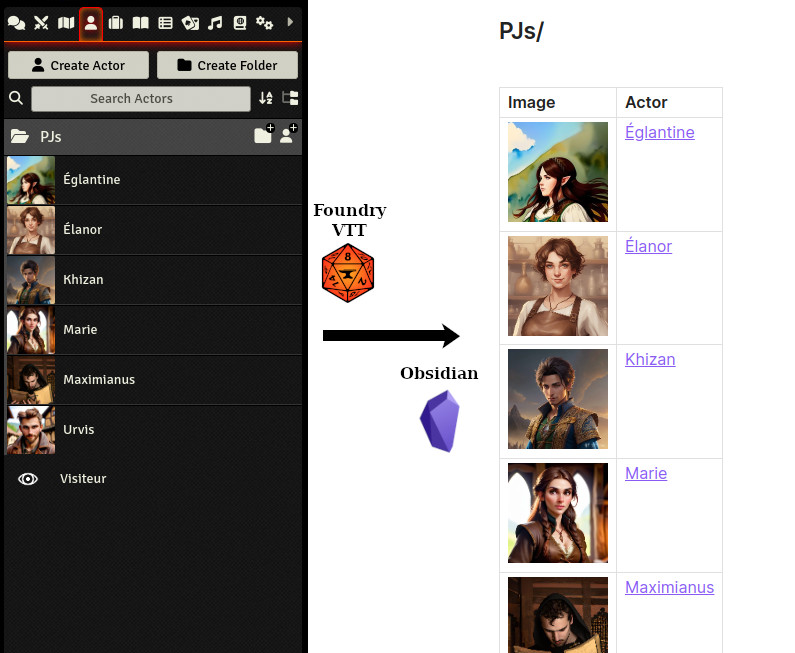 Create Actor
Create Folder
Search Actors
PJs
Églantine
Élanor
Khizan
Marie
Maximianus
Urvis
Visiteur
Foundry
VTT
8
Obsidian
PJs/
Image Actor
Églantine
Élanor
Khizan
Marie
Maximianus